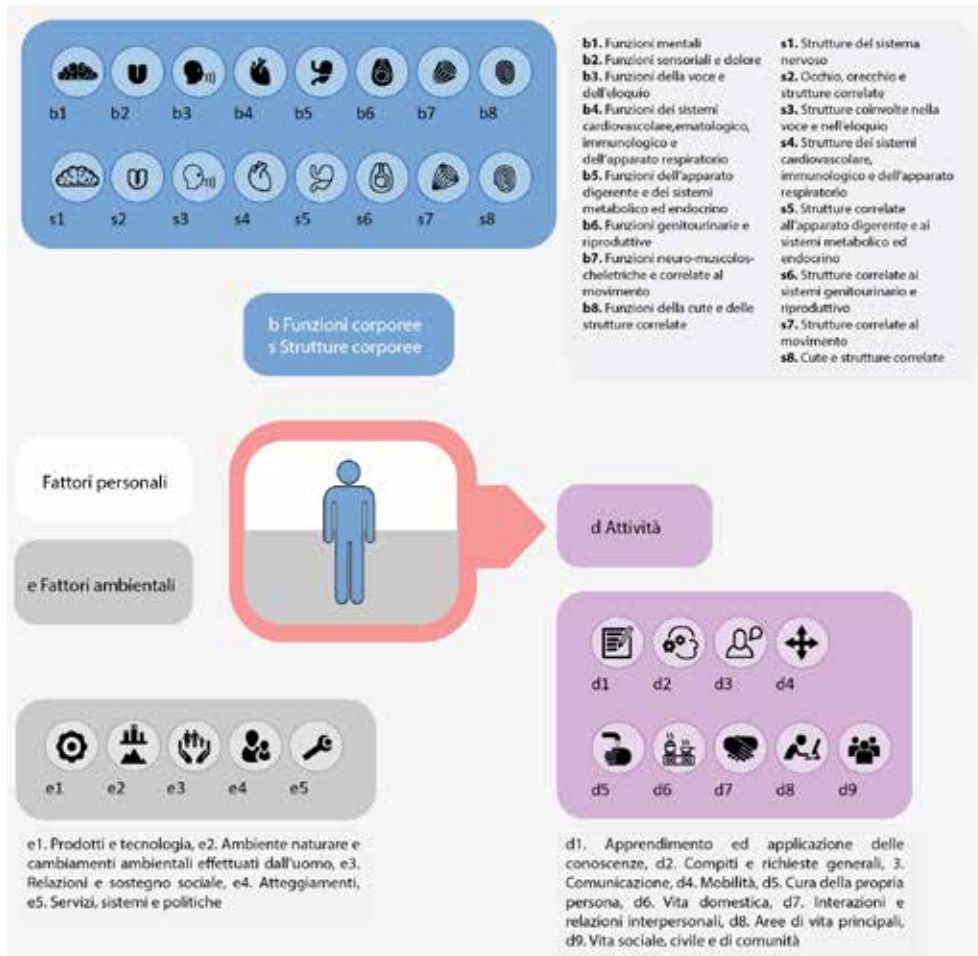 b1 b2 b3 b4 b5 b6 b7 b8
s1 s2 s3 s4 s5 s6 s7 s8
b1. Funzioni mentali
b2. Funzioni sensoriali e dolore
b3. Funzioni della voce e
dell'eloquio
b4. Funzioni dei sistemi
cardiovascolare,ematologico,
immunologico e
dell'apparato respiratorio
b5. Funzioni dell'apparato
digerente e dei sistemi
metabolico ed endocrino
b6. Funzioni genitourinarie e
riproduttive
b7. Funzioni neuro-muscolos-
cheletriche e correlate al
movimento
b8. Funzioni della cute e delle
strutture correlate
s1. Strutture del sistema
nervoso
s2. Occhio, orecchio e
strutture correlate
s3. Strutture coinvolte nella
voce e nell'eloquio
s4. Strutture dei sistemi
cardiovascolare,
immunologico e dell'apparato
respiratorio
s5. Strutture correlate
all'apparato digerente e ai
sistemi metabolico ed
endocrino
s6. Strutture correlate ai
sistemi genitourinario e
riproduttivo
s7. Strutture correlate al
movimento
s8. Cute e strutture correlate
b Funzioni corporee
s Strutture corporee
Fattori personali
e Fattori ambientali
d Attività
d1 d2 d3 d4
d5 d6 d7 d8 d9
e1 e2 e3 e4 e5
e1. Prodotti e tecnologia, e2. Ambiente naturare e
cambiamenti ambientali effettuati dall'uomo, e3.
Relazioni e sostegno sociale, e4. Atteggiamenti,
e5. Servizi, sistemi e politiche
d1. Apprendimento ed applicazione delle
conoscenze, d2. Compiti e richieste generali, 3.
Comunicazione, d4. Mobilità, d5. Cura della propria
persona, d6. Vita domestica, d7. Interazioni e
relazioni interpersonali, d8. Aree di vita principali,
d9. Vita sociale, civile e di comunità